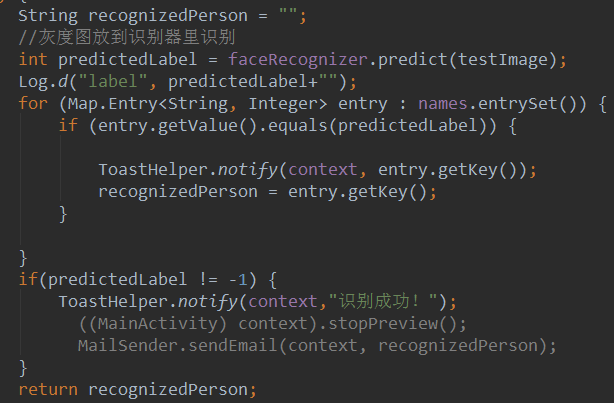 String recognizedPerson = "";
//灰度图放到识别器里识别
int predictedLabel = faceRecognizer.predict(testImage);
Log.d("label", predictedLabel+"");
for (Map.Entry<String, Integer> entry : names.entrySet()) {
if (entry.getValue().equals(predictedLabel)) {
ToastHelper.notify(context, entry.getKey());
recognizedPerson = entry.getKey();
}
}
if(predictedLabel != -1) {
ToastHelper.notify(context,"识别成功！");
((MainActivity) context).stopPreview();
MailSender.sendEmail(context, recognizedPerson);
}
return recognizedPerson;